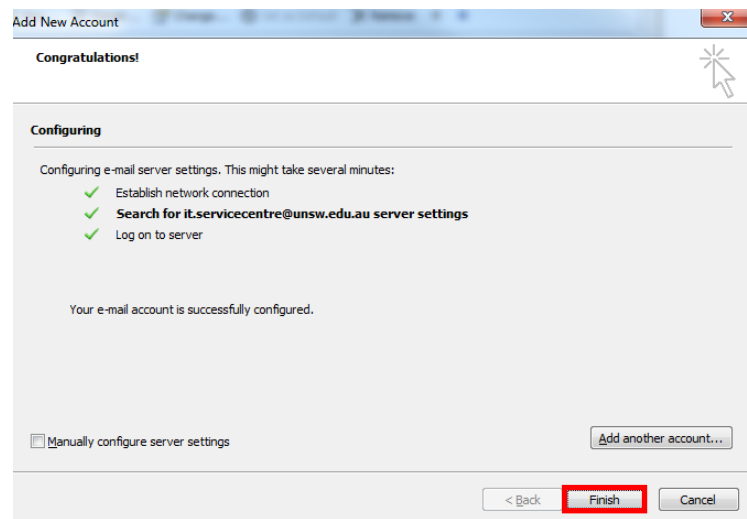 Add New Account
Congratulations!
Configuring
Configuring e-mail server settings. This might take several minutes:
Establish network connection
Search for it.servicecentre@unsw.edu.au server settings
Log on to server
Your e-mail account is successfully configured.
Manually configure server settings
Add another account...
< Back
Finish
Cancel